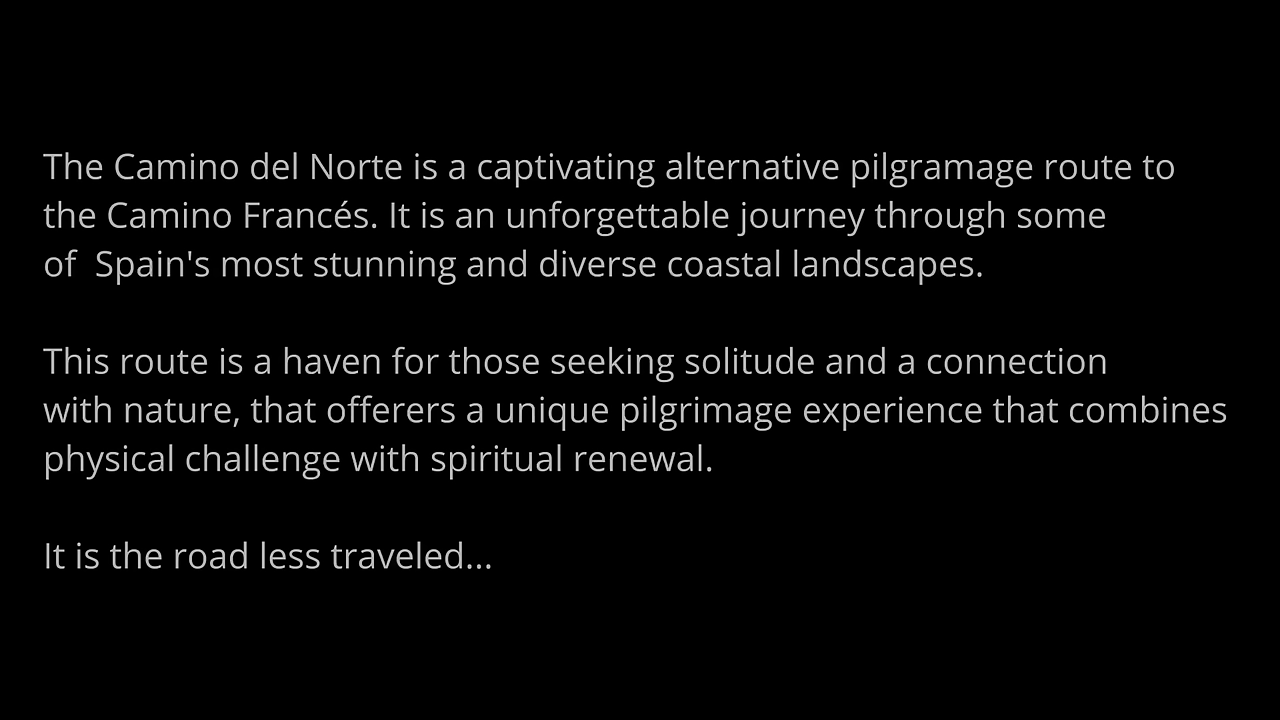 The Camino del Norte is a captivating alternative pilgramage route to
the Camino Francés. It is an unforgettable journey through some
of  Spain's most stunning and diverse coastal landscapes.
This route is a haven for those seeking solitude and a connection
with nature, that offerers a unique pilgrimage experience that combines
physical challenge with spiritual renewal.
It is the road less traveled...